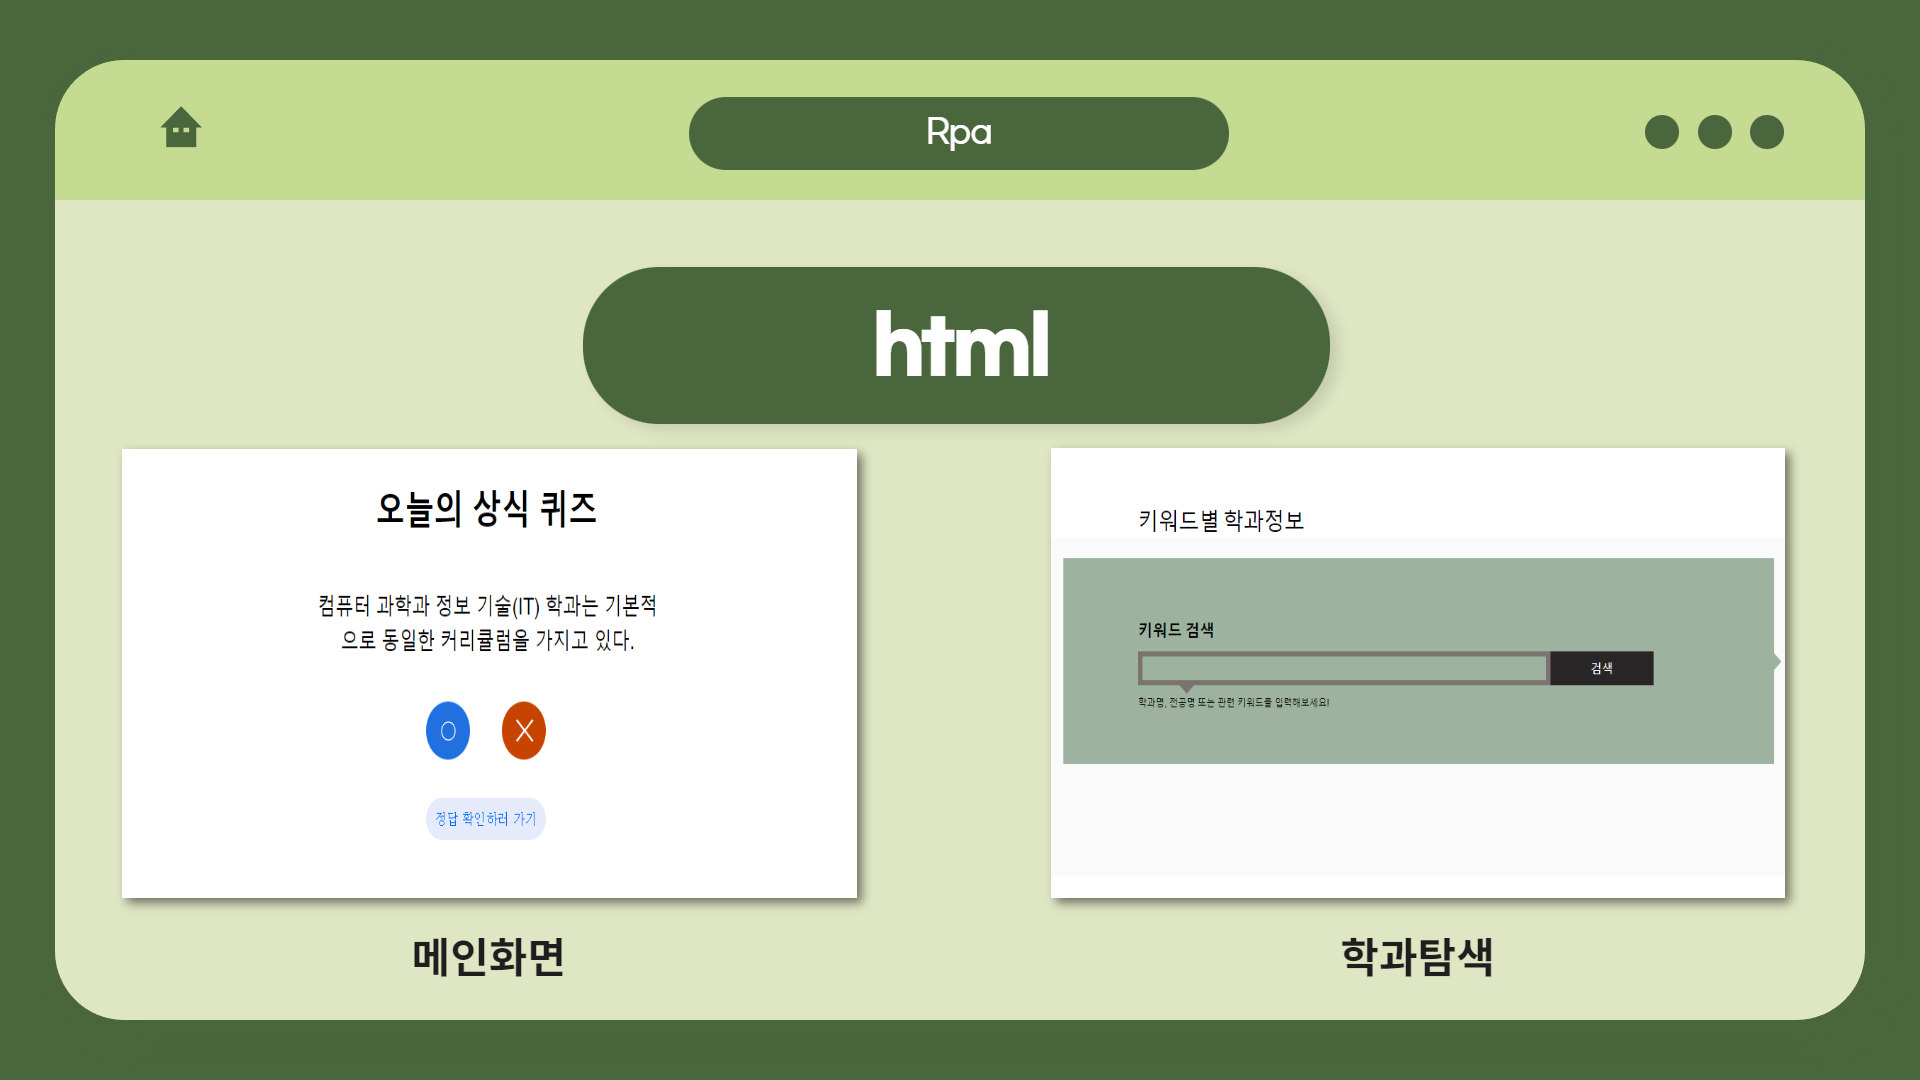 Rpa
html
오늘의 상식 퀴즈
컴퓨터 과학과 정보 기술(IT) 학과는 기본적
으로 동일한 커리큘럼을 가지고 있다.
O X
정답 확인하러 가기
메인화면
키워드별 학과정보
키워드 검색
검색
학과명, 전공명 또는 관련 키워드를 입력해보세요!
학과탐색